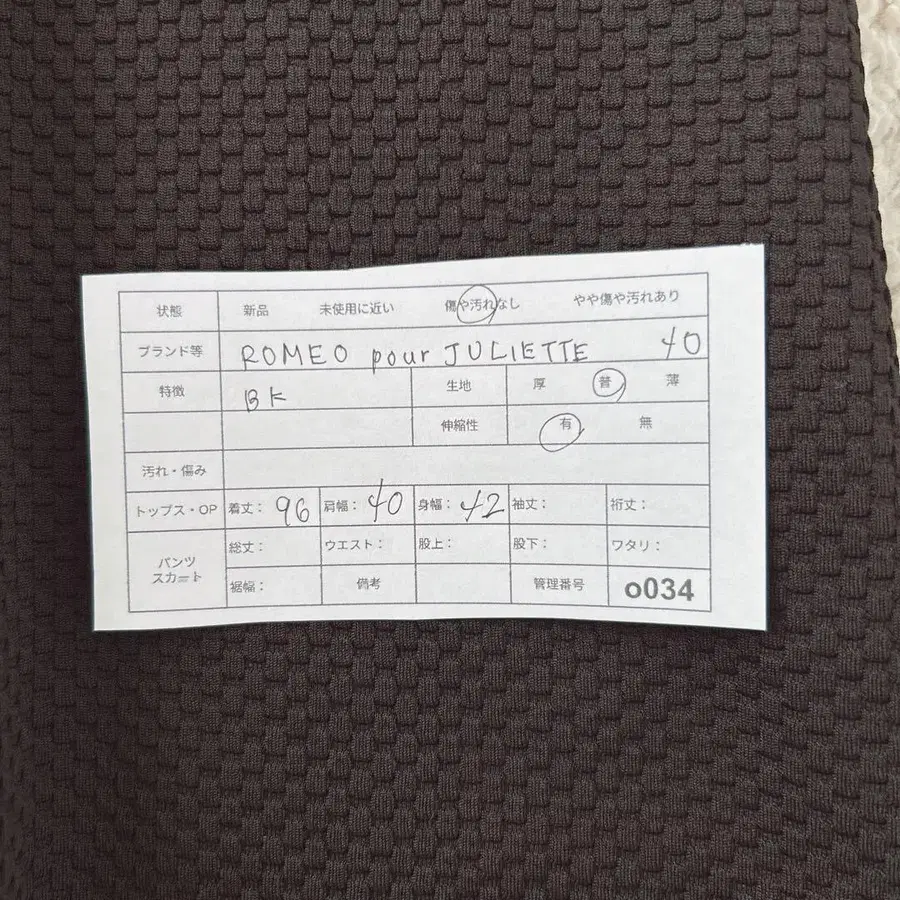 状態 新品 未使用に近い 傷や汚れなし やや傷や汚れあり
ブランド等 ROMEO pour JULIETTE 40
特徴 BK 生地 厚 普 薄
伸縮性 有 無
汚れ・傷み
トップス・OP 着丈： 96 肩幅： 40 身幅： 42 袖丈： 裄丈：
パンツ 総丈： ウエスト： 股上： 股下： ワタリ：
スカート 裾幅： 備考 管理番号 o034